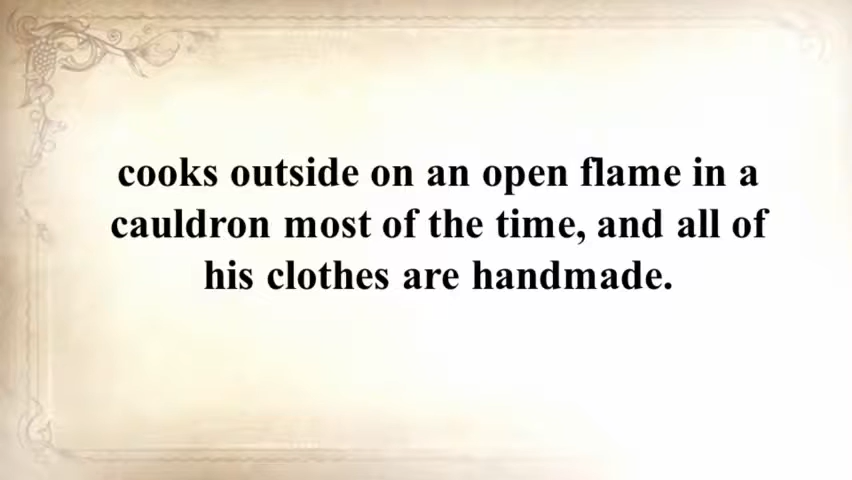 cooks outside on an open flame in a
cauldron most of the time, and all of
his clothes are handmade.